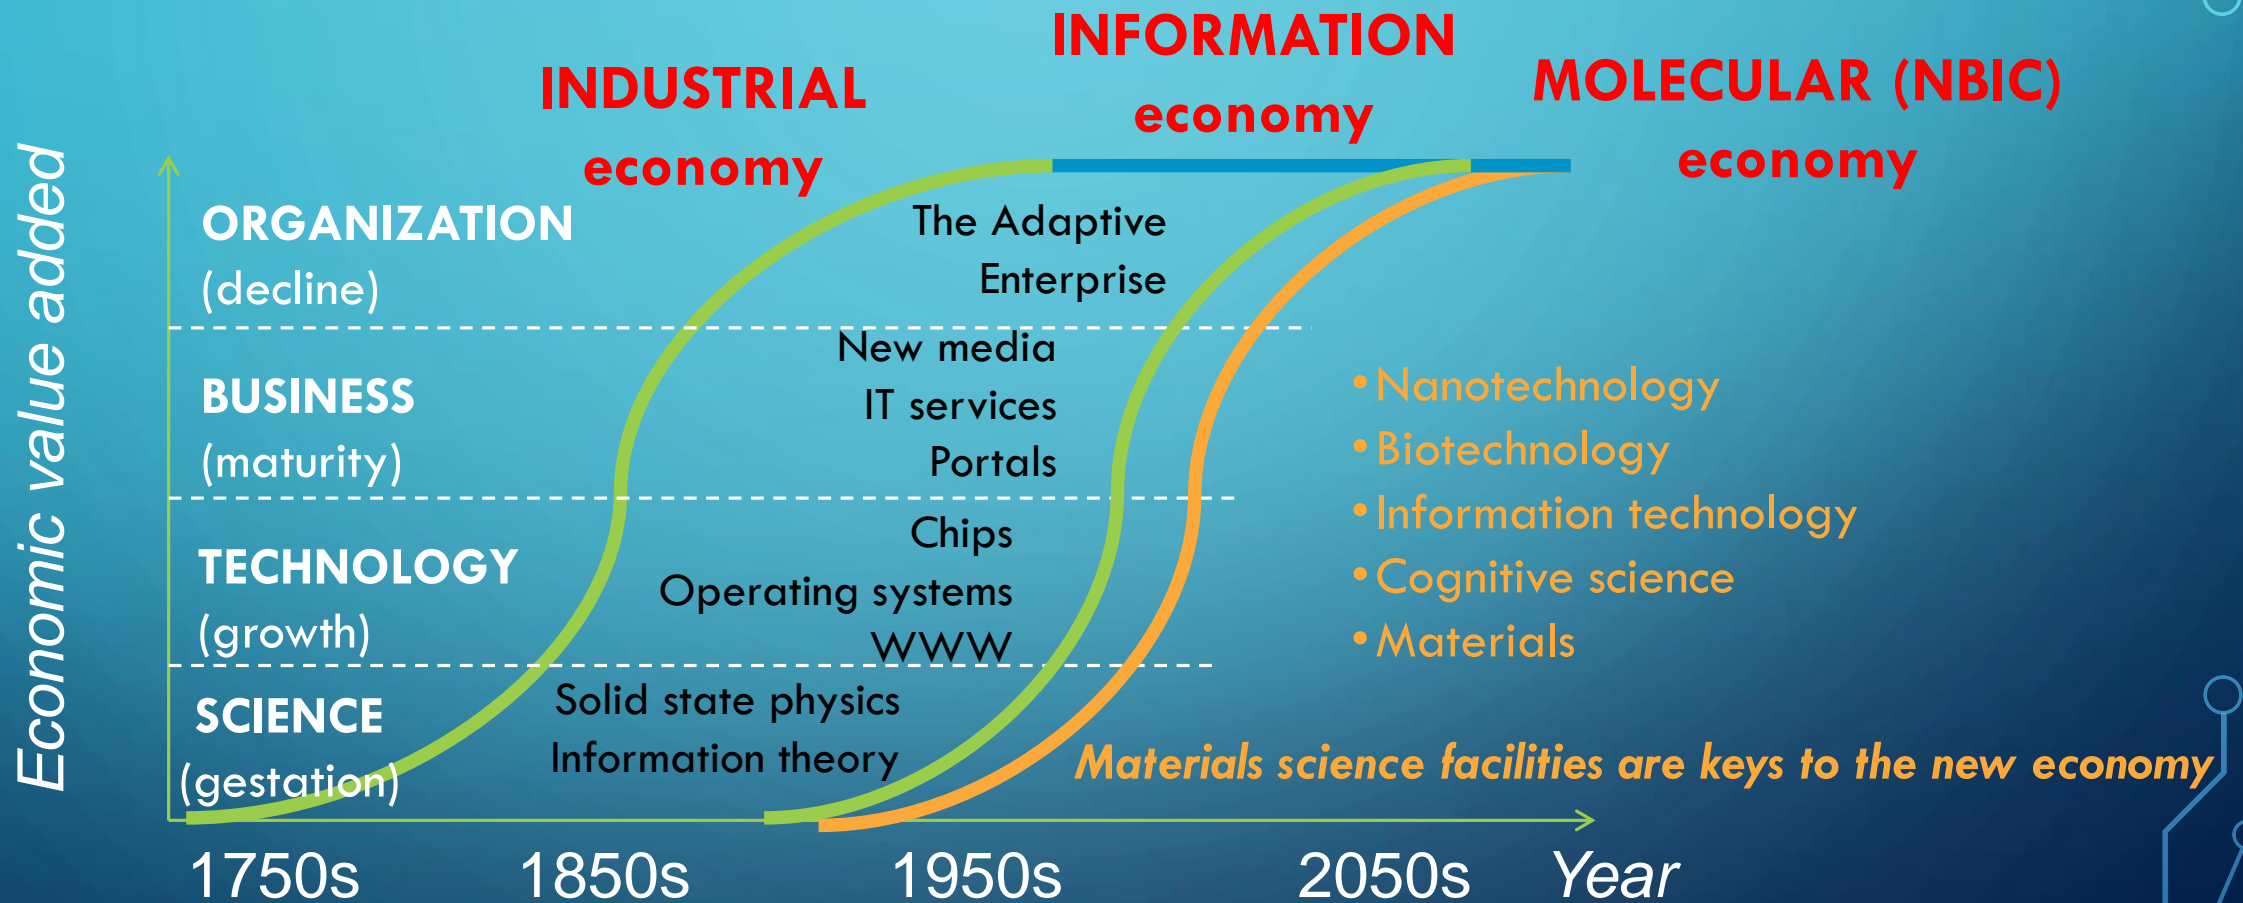 INDUSTRIAL
economy
INFORMATION
economy
MOLECULAR (NBIC)
economy
Economic value added
ORGANIZATION
(decline)
The Adaptive
Enterprise
BUSINESS
(maturity)
New media
IT services
Portals
TECHNOLOGY
(growth)
Chips
Operating systems
WWW
SCIENCE
(gestation)
Solid state physics
Information theory
•Nanotechnology
•Biotechnology
•Information technology
•Cognitive science
•Materials
Materials science facilities are keys to the new economy
1750s 1850s 1950s 2050s Year